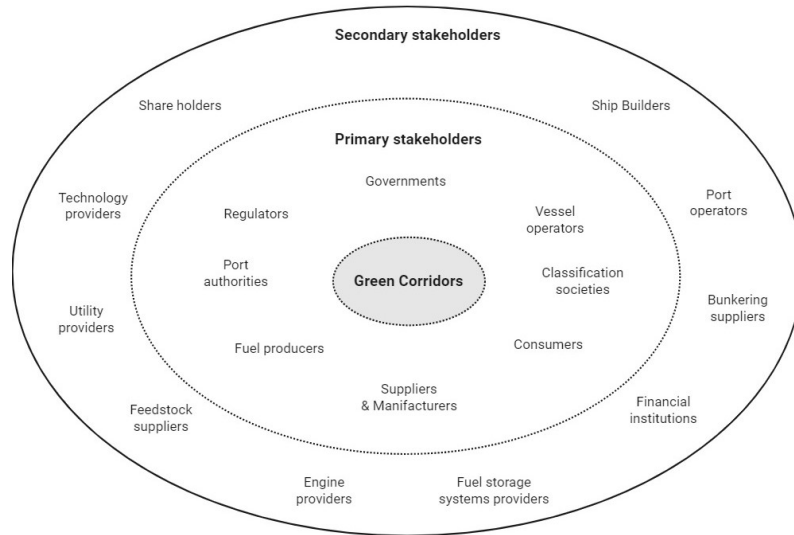 Secondary stakeholders
Share holders
Ship Builders
Primary stakeholders
Governments
Technology
providers
Regulators
Vessel
operators
Port
operators
Port
authorities
Green Corridors
Classification
societies
Utility
providers
Bunkering
suppliers
Fuel producers
Consumers
Suppliers
& Manifacturers
Feedstock
suppliers
Financial
institutions
Engine
providers
Fuel storage
systems providers